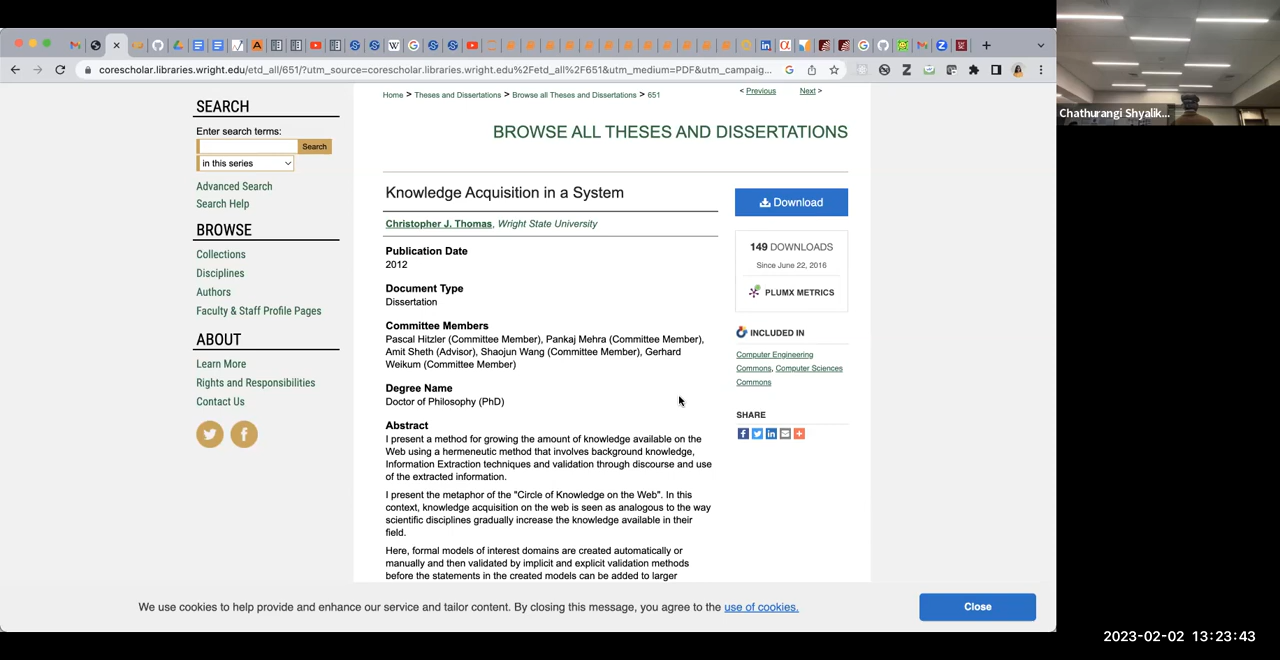 corescholar.libraries.wright.edu/etd_all/651/?utm_source=corescholar.libraries.wright.edu%2Fetd_all%2F651&utm_medium=PDF&utm_campaig...
Chathurangi Shyalik...
SEARCH
Enter search terms:
Search
in this series
Advanced Search
Search Help
BROWSE
Collections
Disciplines
Authors
Faculty & Staff Profile Pages
ABOUT
Learn More
Rights and Responsibilities
Contact Us
Home > Theses and Dissertations > Browse all Theses and Dissertations > 651
< Previous Next >
BROWSE ALL THESES AND DISSERTATIONS
Knowledge Acquisition in a System
Christopher J. Thomas, Wright State University
Publication Date
2012
Document Type
Dissertation
Committee Members
Pascal Hitzler (Committee Member), Pankaj Mehra (Committee Member),
Amit Sheth (Advisor), Shaojun Wang (Committee Member), Gerhard
Weikum (Committee Member)
Degree Name
Doctor of Philosophy (PhD)
Abstract
I present a method for growing the amount of knowledge available on the
Web using a hermeneutic method that involves background knowledge,
Information Extraction techniques and validation through discourse and use
of the extracted information.
I present the metaphor of the "Circle of Knowledge on the Web". In this
context, knowledge acquisition on the web is seen as analogous to the way
scientific disciplines gradually increase the knowledge available in their
field.
Here, formal models of interest domains are created automatically or
manually and then validated by implicit and explicit validation methods
before the statements in the created models can be added to larger
Download
149 DOWNLOADS
Since June 22, 2016
PLUMX METRICS
INCLUDED IN
Computer Engineering
Commons, Computer Sciences
Commons
SHARE
We use cookies to help provide and enhance our service and tailor content. By closing this message, you agree to the use of cookies.
Close
2023-02-02 13:23:43